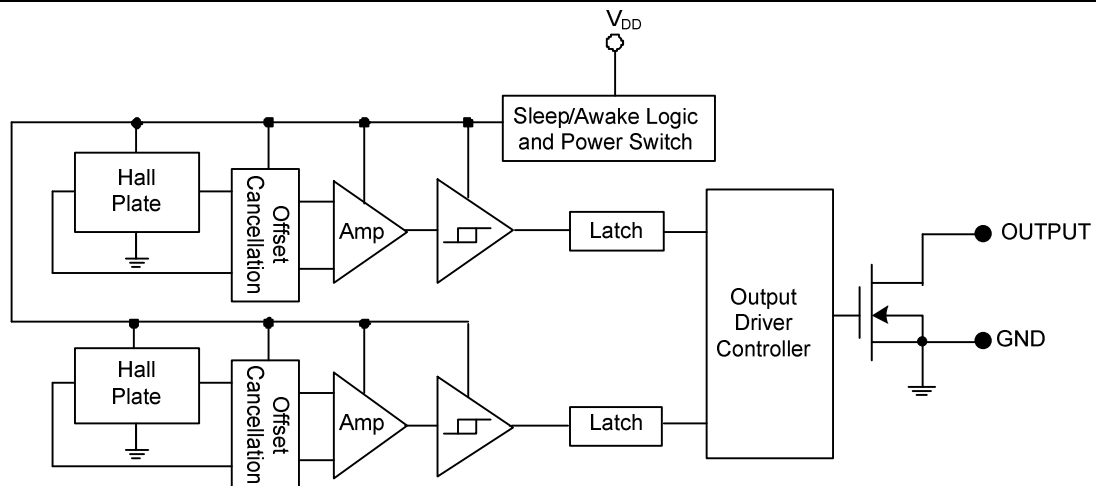 VDD
Sleep/Awake Logic
and Power Switch
Hall
Plate
Offset
Cancellation
Amp
Latch
Output
Driver
Controller
OUTPUT
GND
Hall
Plate
Offset
Cancellation
Amp
Latch